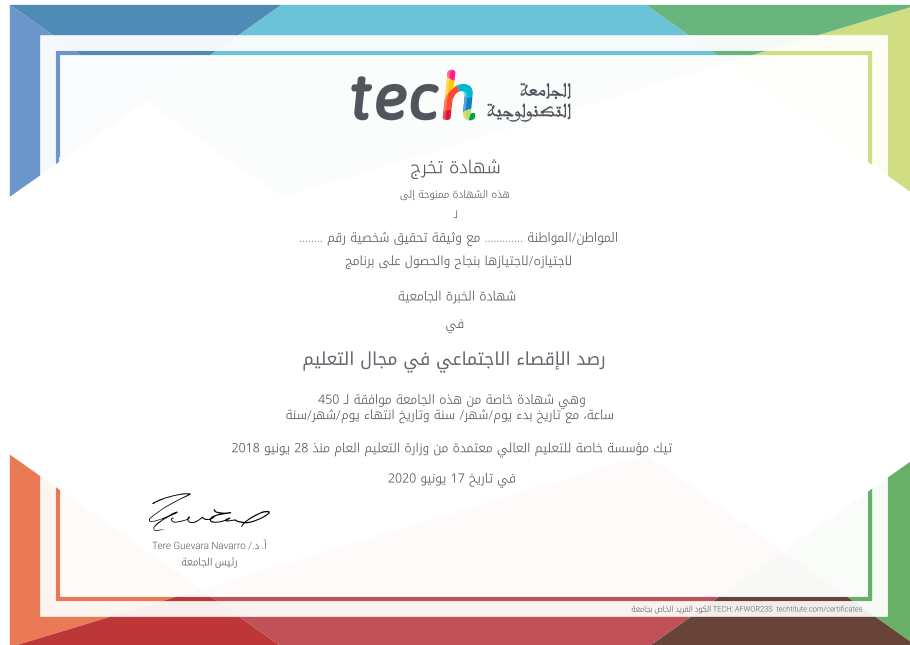 tech الجامعة
التكنولوجية
شهادة تخرج
هذه الشهادة ممنوحة إلى
لـ
المواطن/المواطنة ............ مع وثيقة تحقيق شخصية رقم ........
لاجتيازه/لاجتيازها بنجاح والحصول على برنامج
شهادة الخبرة الجامعية
في
رصد الإقصاء الاجتماعي في مجال التعليم
وهي شهادة خاصة من هذه الجامعة موافقة لـ 450
ساعة، مع تاريخ بدء يوم/شهر/ سنة وتاريخ انتهاء يوم/شهر/سنة
تيك مؤسسة خاصة للتعليم العالي معتمدة من وزارة التعليم العام منذ 28 يونيو 2018
في تاريخ 17 يونيو 2020
أ.د./ Tere Guevara Navarro
رئيس الجامعة
الكود الفريد الخاص بجامعة TECH: AFWOR23S techtitute.com/certificates